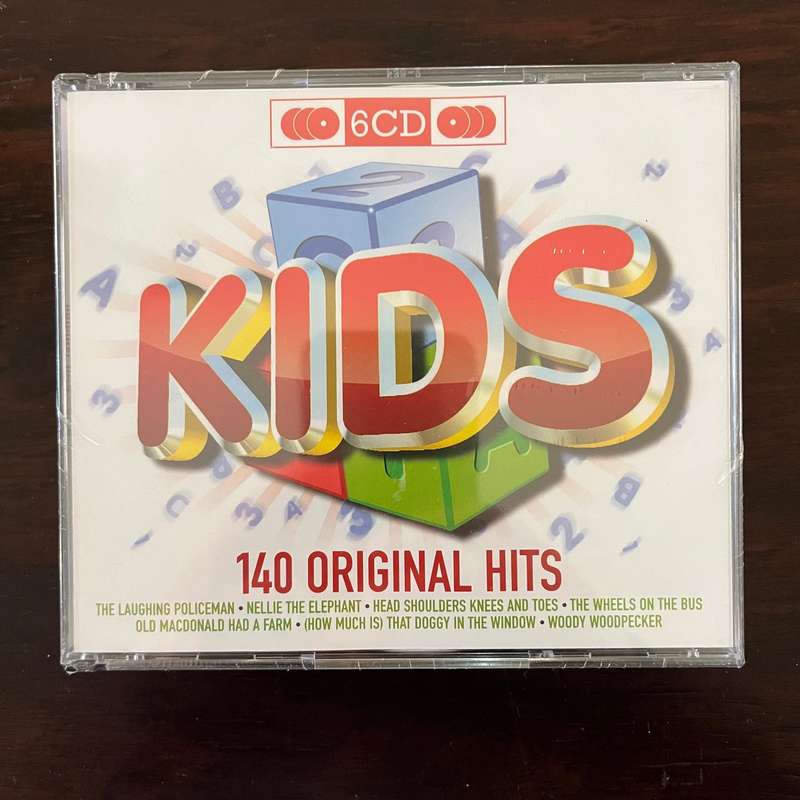 6CD
KIDS
140 ORIGINAL HITS
THE LAUGHING POLICEMAN • NELLIE THE ELEPHANT • HEAD SHOULDERS KNEES AND TOES • THE WHEELS ON THE BUS
OLD MACDONALD HAD A FARM • (HOW MUCH IS) THAT DOGGY IN THE WINDOW • WOODY WOODPECKER